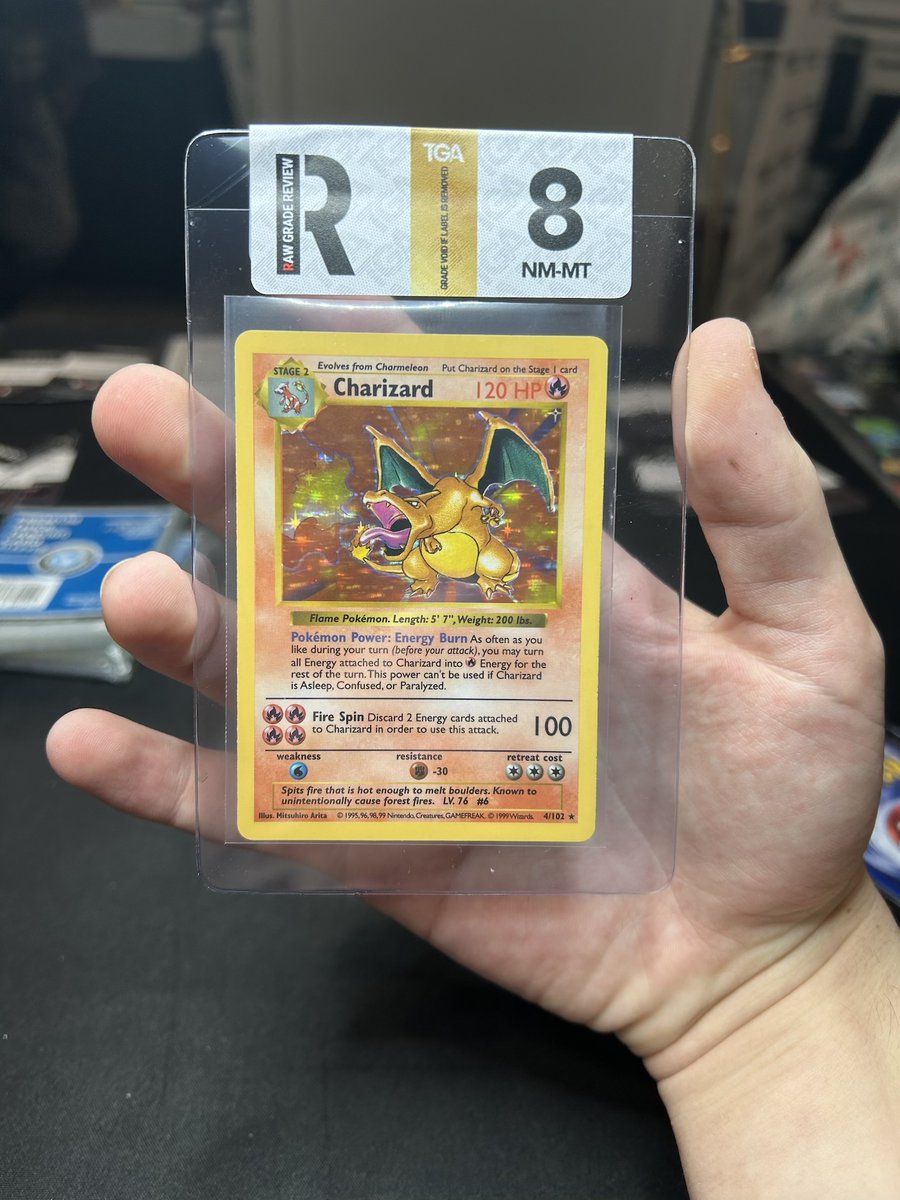 RAW GRADE REVIEW
R
TGA
GRADE VOID IF LABEL IS REMOVED
8
NM-MT
STAGE 2
Evolves from Charmeleon
Put Charizard on the Stage 1 card
Charizard
120 HP
Flame Pokémon. Length: 5' 7", Weight: 200 lbs.
Pokémon Power: Energy Burn As often as you
like during your turn (before your attack), you may turn
all Energy attached to Charizard into Energy for the
rest of the turn. This power can't be used if Charizard
is Asleep, Confused, or Paralyzed.
Fire Spin Discard 2 Energy cards attached
to Charizard in order to use this attack.
100
weakness
resistance
retreat cost
-30
Spits fire that is hot enough to melt boulders. Known to
unintentionally cause forest fires. LV. 76 #6
Illus. Mitsuhiro Arita
© 1995, 96, 98, 99 Nintendo, Creatures, GAMEFREAK. © 1999 Wizards.
4/102 ★